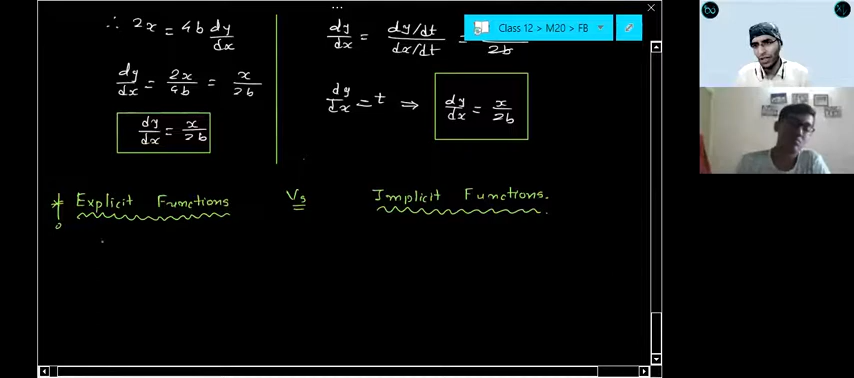 ∴ 2x = 4b dy/dx
dy/dx = 2x/4b = x/2b
dy/dx = x/2b
dy/dx = dy/dt / dx/dt = 2b
dy/dx = t ⇒ dy/dx = x/2b
Class 12 > M20 > FB
* Explicit Functions Vs Implicit Functions.